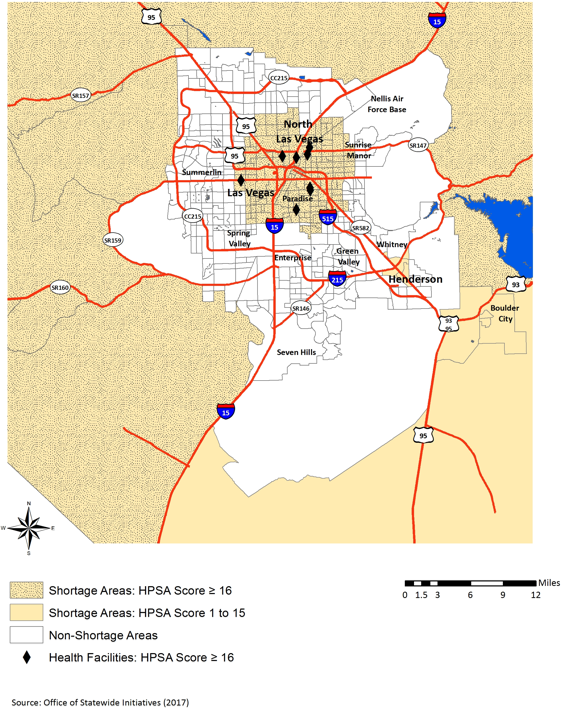 95
15
SR157
CC215
Nellis Air
Force Base
North
Las Vegas
95
Sunrise
Manor
SR147
95
Summerlin
Las Vegas
Paradise
CC215
515
15
SR582
SR159
Spring
Valley
Whitney
Green
Valley
Enterprise
Henderson
215
SR160
93
SR146
Boulder
City
93
95
Seven Hills
15
95
N
W
E
S
Miles
0 1.5 3 6 9 12
Shortage Areas: HPSA Score ≥ 16
Shortage Areas: HPSA Score 1 to 15
Non-Shortage Areas
Health Facilities: HPSA Score ≥ 16
Source: Office of Statewide Initiatives (2017)